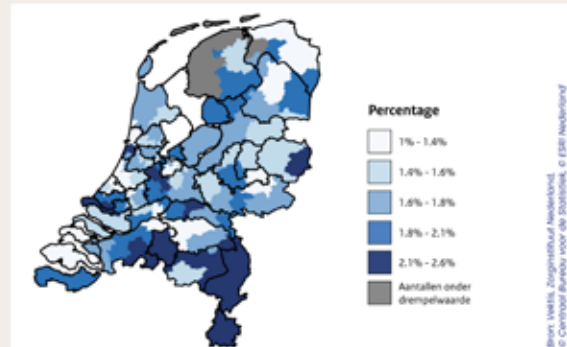 Percentage
1% - 1.4%
1.4% - 1.6%
1.6% - 1.8%
1.8% - 2.1%
2.1% - 2.6%
Aantallen onder
drempelwaarde
Bron: Vektis, Zorginstituut Nederland,
© Centraal Bureau voor de Statistiek, © ESRI Nederland